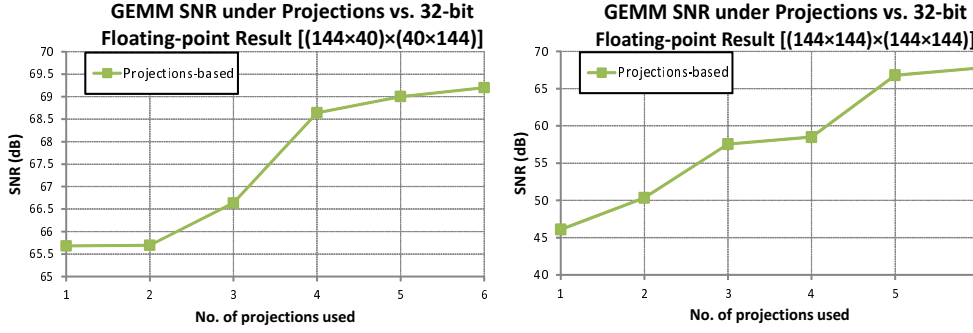 GEMM SNR under Projections vs. 32-bit
Floating-point Result [(144×40)×(40×144)]
70
69.5
69
68.5
68
67.5
67
66.5
66
65.5
65
SNR (dB)
Projections-based
1 2 3 4 5 6
No. of projections used
GEMM SNR under Projections vs. 32-bit
Floating-point Result [(144×144)×(144×144)]
70
65
60
55
50
45
40
SNR (dB)
Projections-based
1 2 3 4 5
No. of projections used